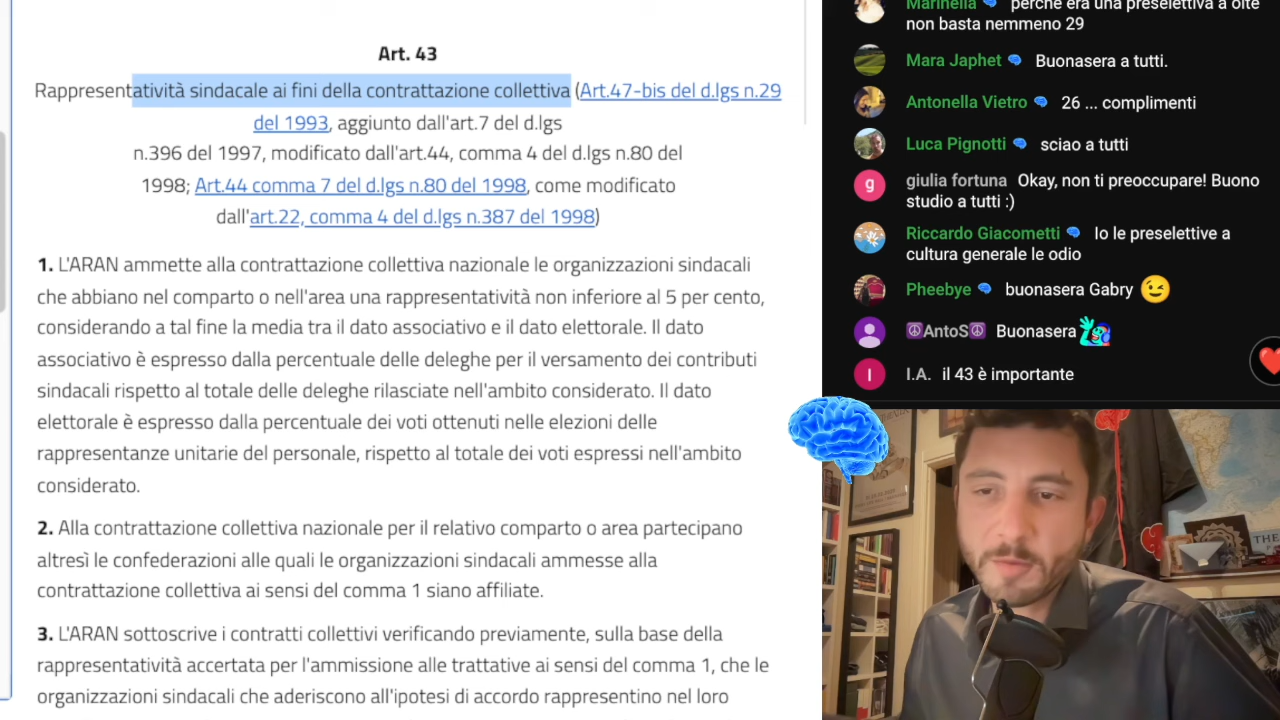 Art. 43
Rappresentatività sindacale ai fini della contrattazione collettiva (Art.47-bis del d.lgs n.29
del 1993, aggiunto dall'art.7 del d.lgs
n.396 del 1997, modificato dall'art.44, comma 4 del d.lgs n.80 del
1998; Art.44 comma 7 del d.lgs n.80 del 1998, come modificato
dall'art.22, comma 4 del d.lgs n.387 del 1998)
1. L'ARAN ammette alla contrattazione collettiva nazionale le organizzazioni sindacali
che abbiano nel comparto o nell'area una rappresentatività non inferiore al 5 per cento,
considerando a tal fine la media tra il dato associativo e il dato elettorale. Il dato
associativo è espresso dalla percentuale delle deleghe per il versamento dei contributi
sindacali rispetto al totale delle deleghe rilasciate nell'ambito considerato. Il dato
elettorale è espresso dalla percentuale dei voti ottenuti nelle elezioni delle
rappresentanze unitarie del personale, rispetto al totale dei voti espressi nell'ambito
considerato.
2. Alla contrattazione collettiva nazionale per il relativo comparto o area partecipano
altresì le confederazioni alle quali le organizzazioni sindacali ammesse alla
contrattazione collettiva ai sensi del comma 1 siano affiliate.
3. L'ARAN sottoscrive i contratti collettivi verificando previamente, sulla base della
rappresentatività accertata per l'ammissione alle trattative ai sensi del comma 1, che le
organizzazioni sindacali che aderiscono all'ipotesi di accordo rappresentino nel loro
Marinella perché era una preselettiva a
non basta nemmeno 29
Mara Japhet Buonasera a tutti.
Antonella Vietro 26 ... complimenti
Luca Pignotti sciao a tutti
giulia fortuna Okay, non ti preoccupare! Buono
studio a tutti :)
Riccardo Giacometti Io le preselettive a
cultura generale le odio
Pheebye buonasera Gabry 😉
☮AntoS☮ Buonasera
I.A. il 43 è importante
THE